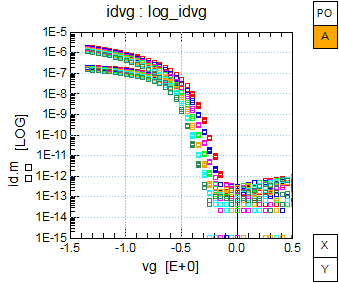 idvg : log_idvg
PO
A
1E-5
1E-6
1E-7
1E-8
1E-9
1E-10
1E-11
1E-12
1E-13
1E-14
1E-15
id.m [LOG]
-1.5
-1.0
-0.5
0.0
0.5
vg [E+0]
X
Y